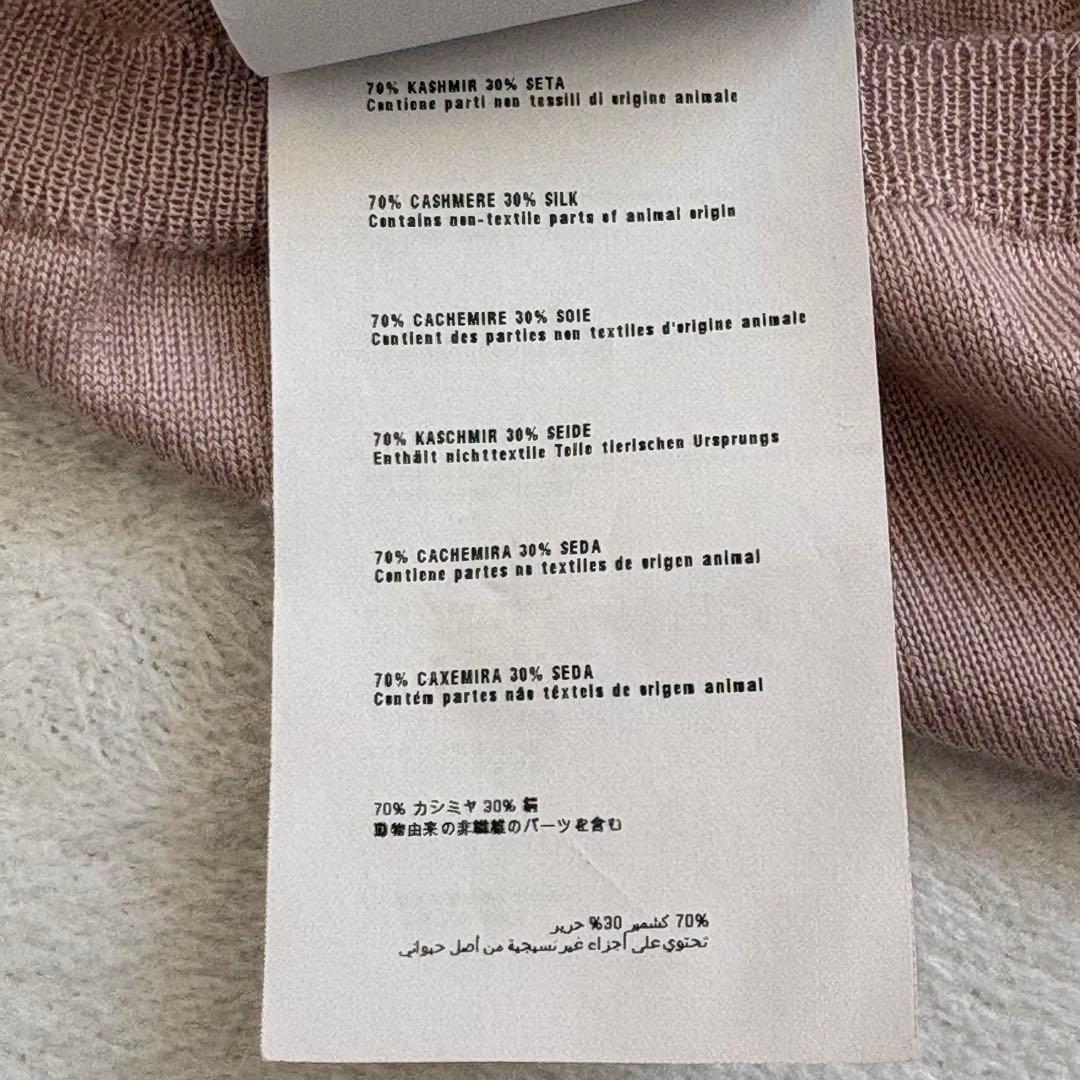 70% KASHMIR 30% SETA
Contiene parti non tessili di origine animale
70% CASHMERE 30% SILK
Contains non-textile parts of animal origin
70% CACHEMIRE 30% SOIE
Contient des parties non textiles d'origine animale
70% KASCHMIR 30% SEIDE
Enthält nichttextile Teile tierischen Ursprungs
70% CACHEMIRA 30% SEDA
Contiene partes no textiles de origen animal
70% CAXEMIRA 30% SEDA
Contém partes não têxteis de origem animal
70% カシミヤ 30% 絹
動物由来の非繊維のパーツを含む
70% كشمير 30% حرير
تحتوي على أجزاء غير نسيجية من أصل حيواني